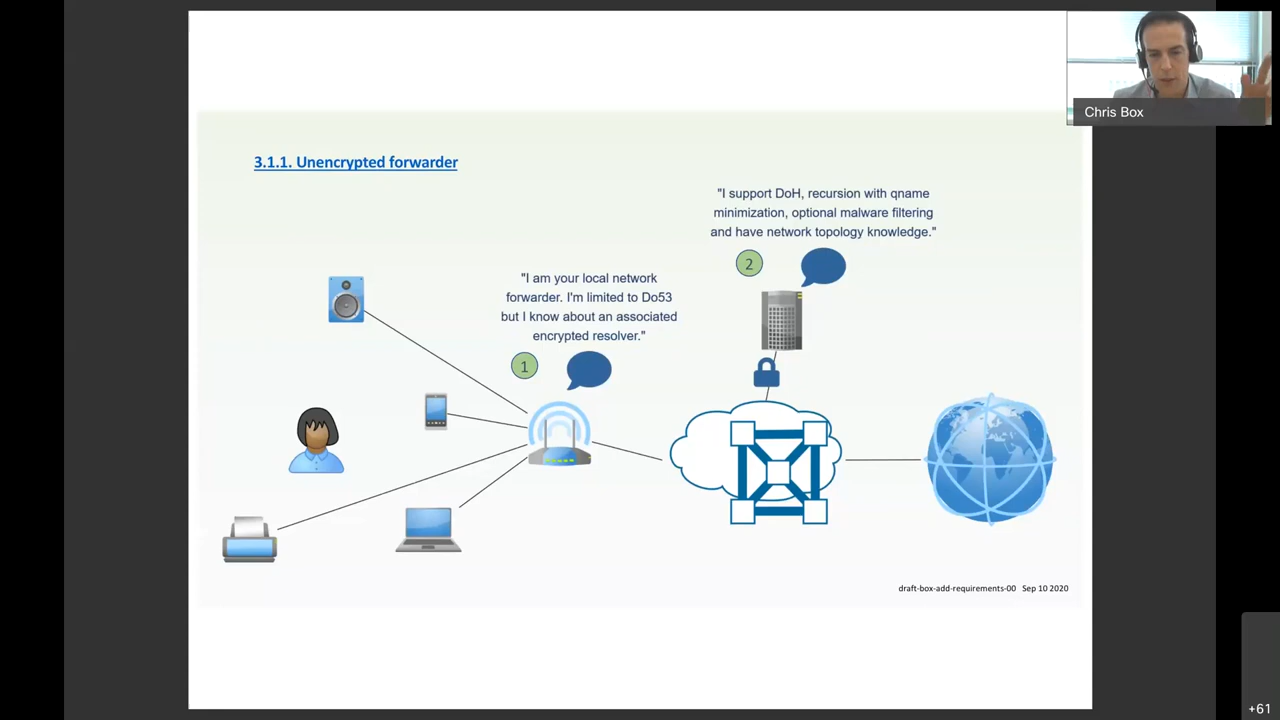 Chris Box
3.1.1. Unencrypted forwarder
"I support DoH, recursion with qname
minimization, optional malware filtering
and have network topology knowledge."
2
"I am your local network
forwarder. I'm limited to Do53
but I know about an associated
encrypted resolver."
1
draft-box-add-requirements-00 Sep 10 2020
+61